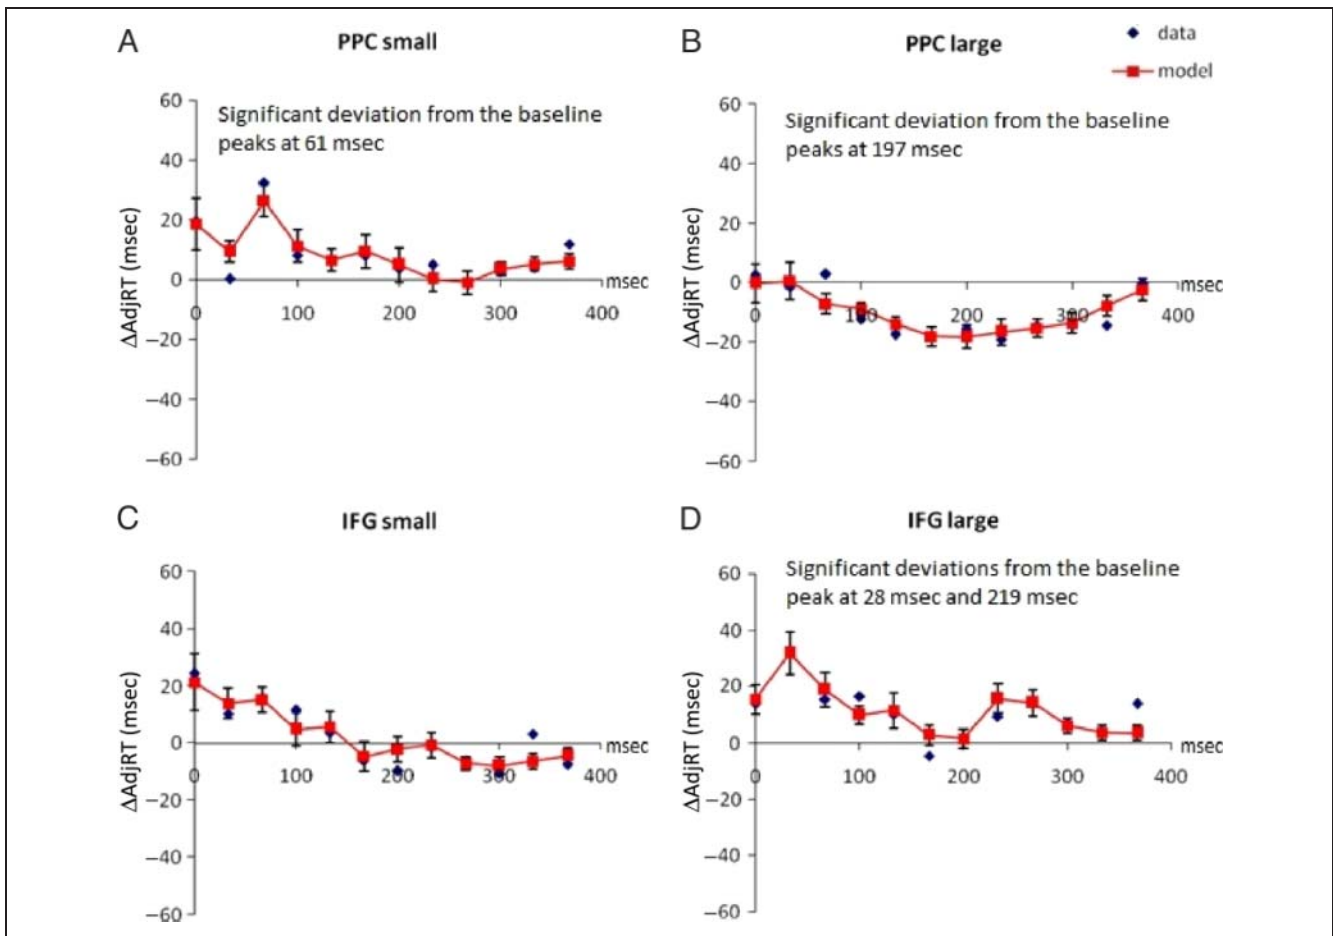 A
PPC small
Significant deviation from the baseline
peaks at 61 msec
ΔAdjRT (msec)
60
40
20
0
−20
−40
−60
0
100
200
300
400
msec
B
PPC large
data
model
Significant deviation from the baseline
peaks at 197 msec
ΔAdjRT (msec)
60
40
20
0
−20
−40
−60
0
100
200
300
400
msec
C
IFG small
ΔAdjRT (msec)
60
40
20
0
−20
−40
−60
0
100
200
300
400
msec
D
IFG large
Significant deviations from the baseline
peak at 28 msec and 219 msec
ΔAdjRT (msec)
60
40
20
0
−20
−40
−60
0
100
200
300
400
msec